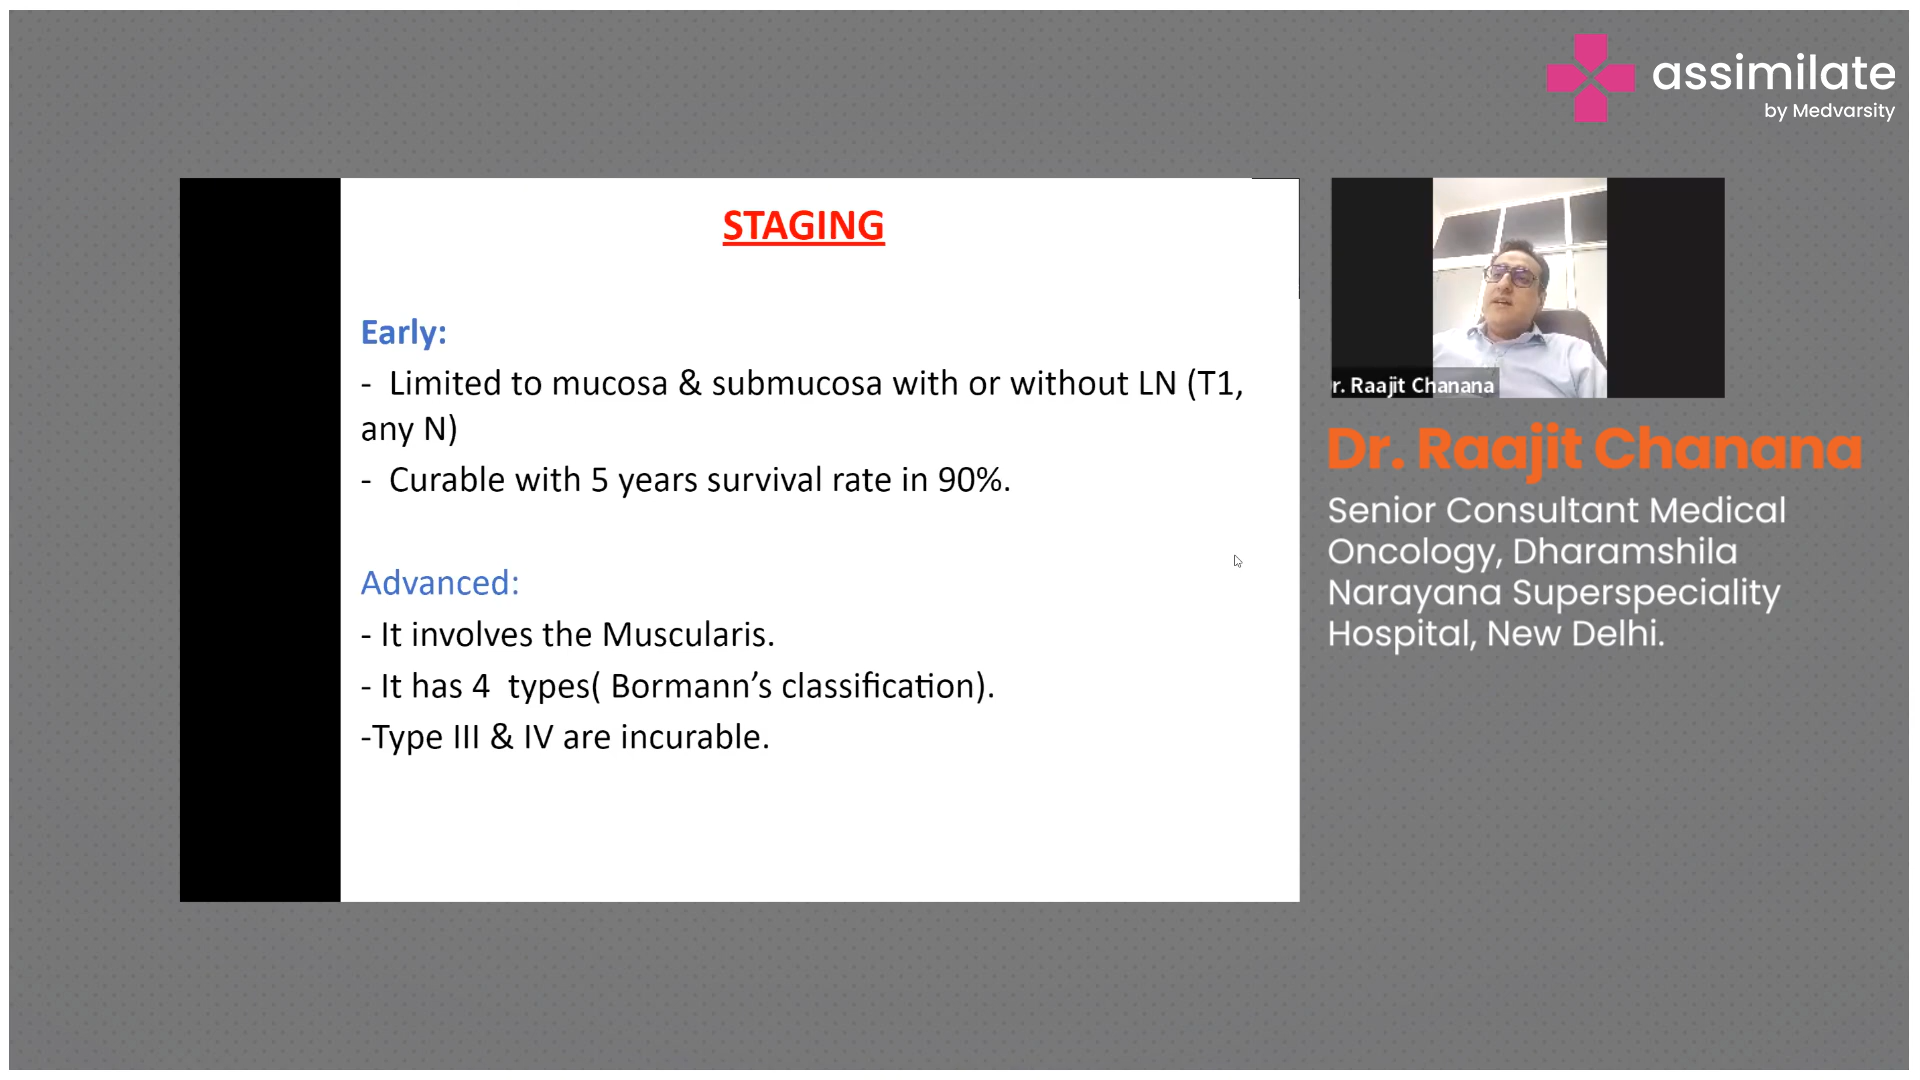 assimilate
by Medvarsity
STAGING
Early:
- Limited to mucosa & submucosa with or without LN (T1,
any N)
- Curable with 5 years survival rate in 90%.
Advanced:
- It involves the Muscularis.
- It has 4 types( Bormann’s classification).
-Type III & IV are incurable.
r. Raajit Chanana
Dr. Raajit Chanana
Senior Consultant Medical
Oncology, Dharamshila
Narayana Superspeciality
Hospital, New Delhi.